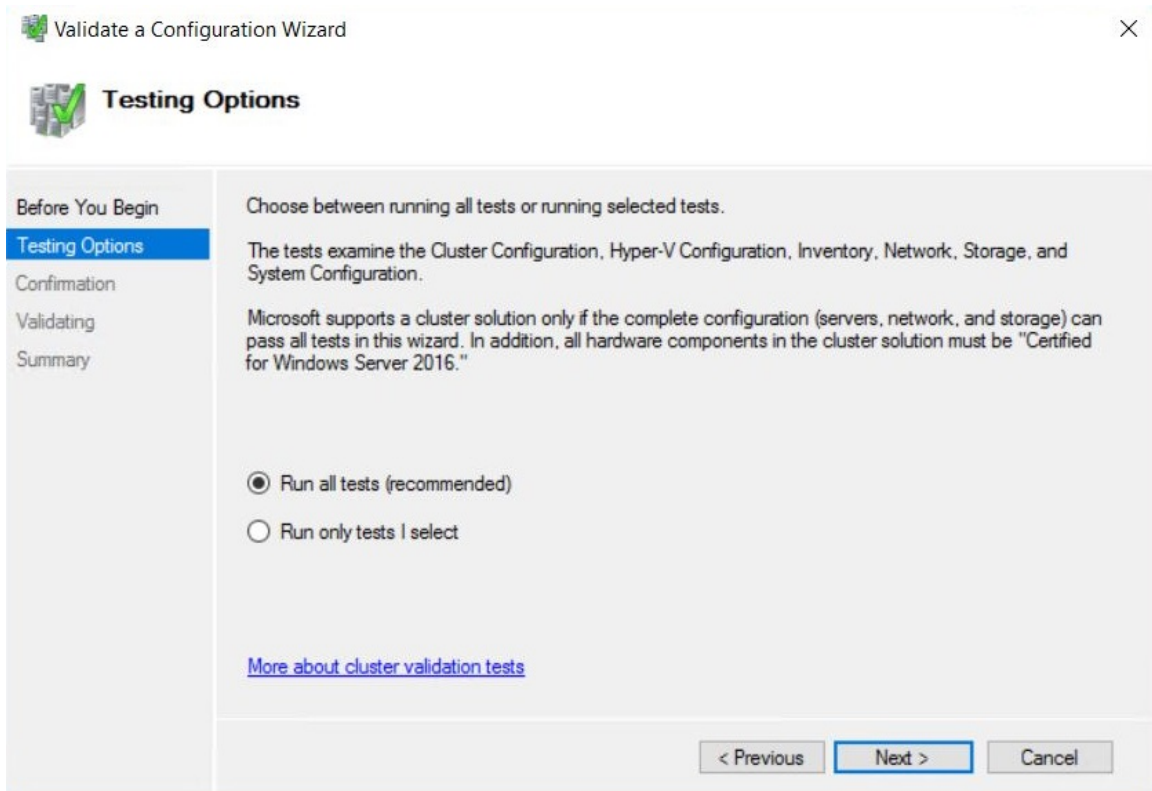 Validate a Configuration Wizard
Testing Options
Before You Begin
Testing Options
Confirmation
Validating
Summary
Choose between running all tests or running selected tests.
The tests examine the Cluster Configuration, Hyper-V Configuration, Inventory, Network, Storage, and
System Configuration.
Microsoft supports a cluster solution only if the complete configuration (servers, network, and storage) can
pass all tests in this wizard. In addition, all hardware components in the cluster solution must be "Certified
for Windows Server 2016."
Run all tests (recommended)
Run only tests I select
More about cluster validation tests
< Previous
Next >
Cancel